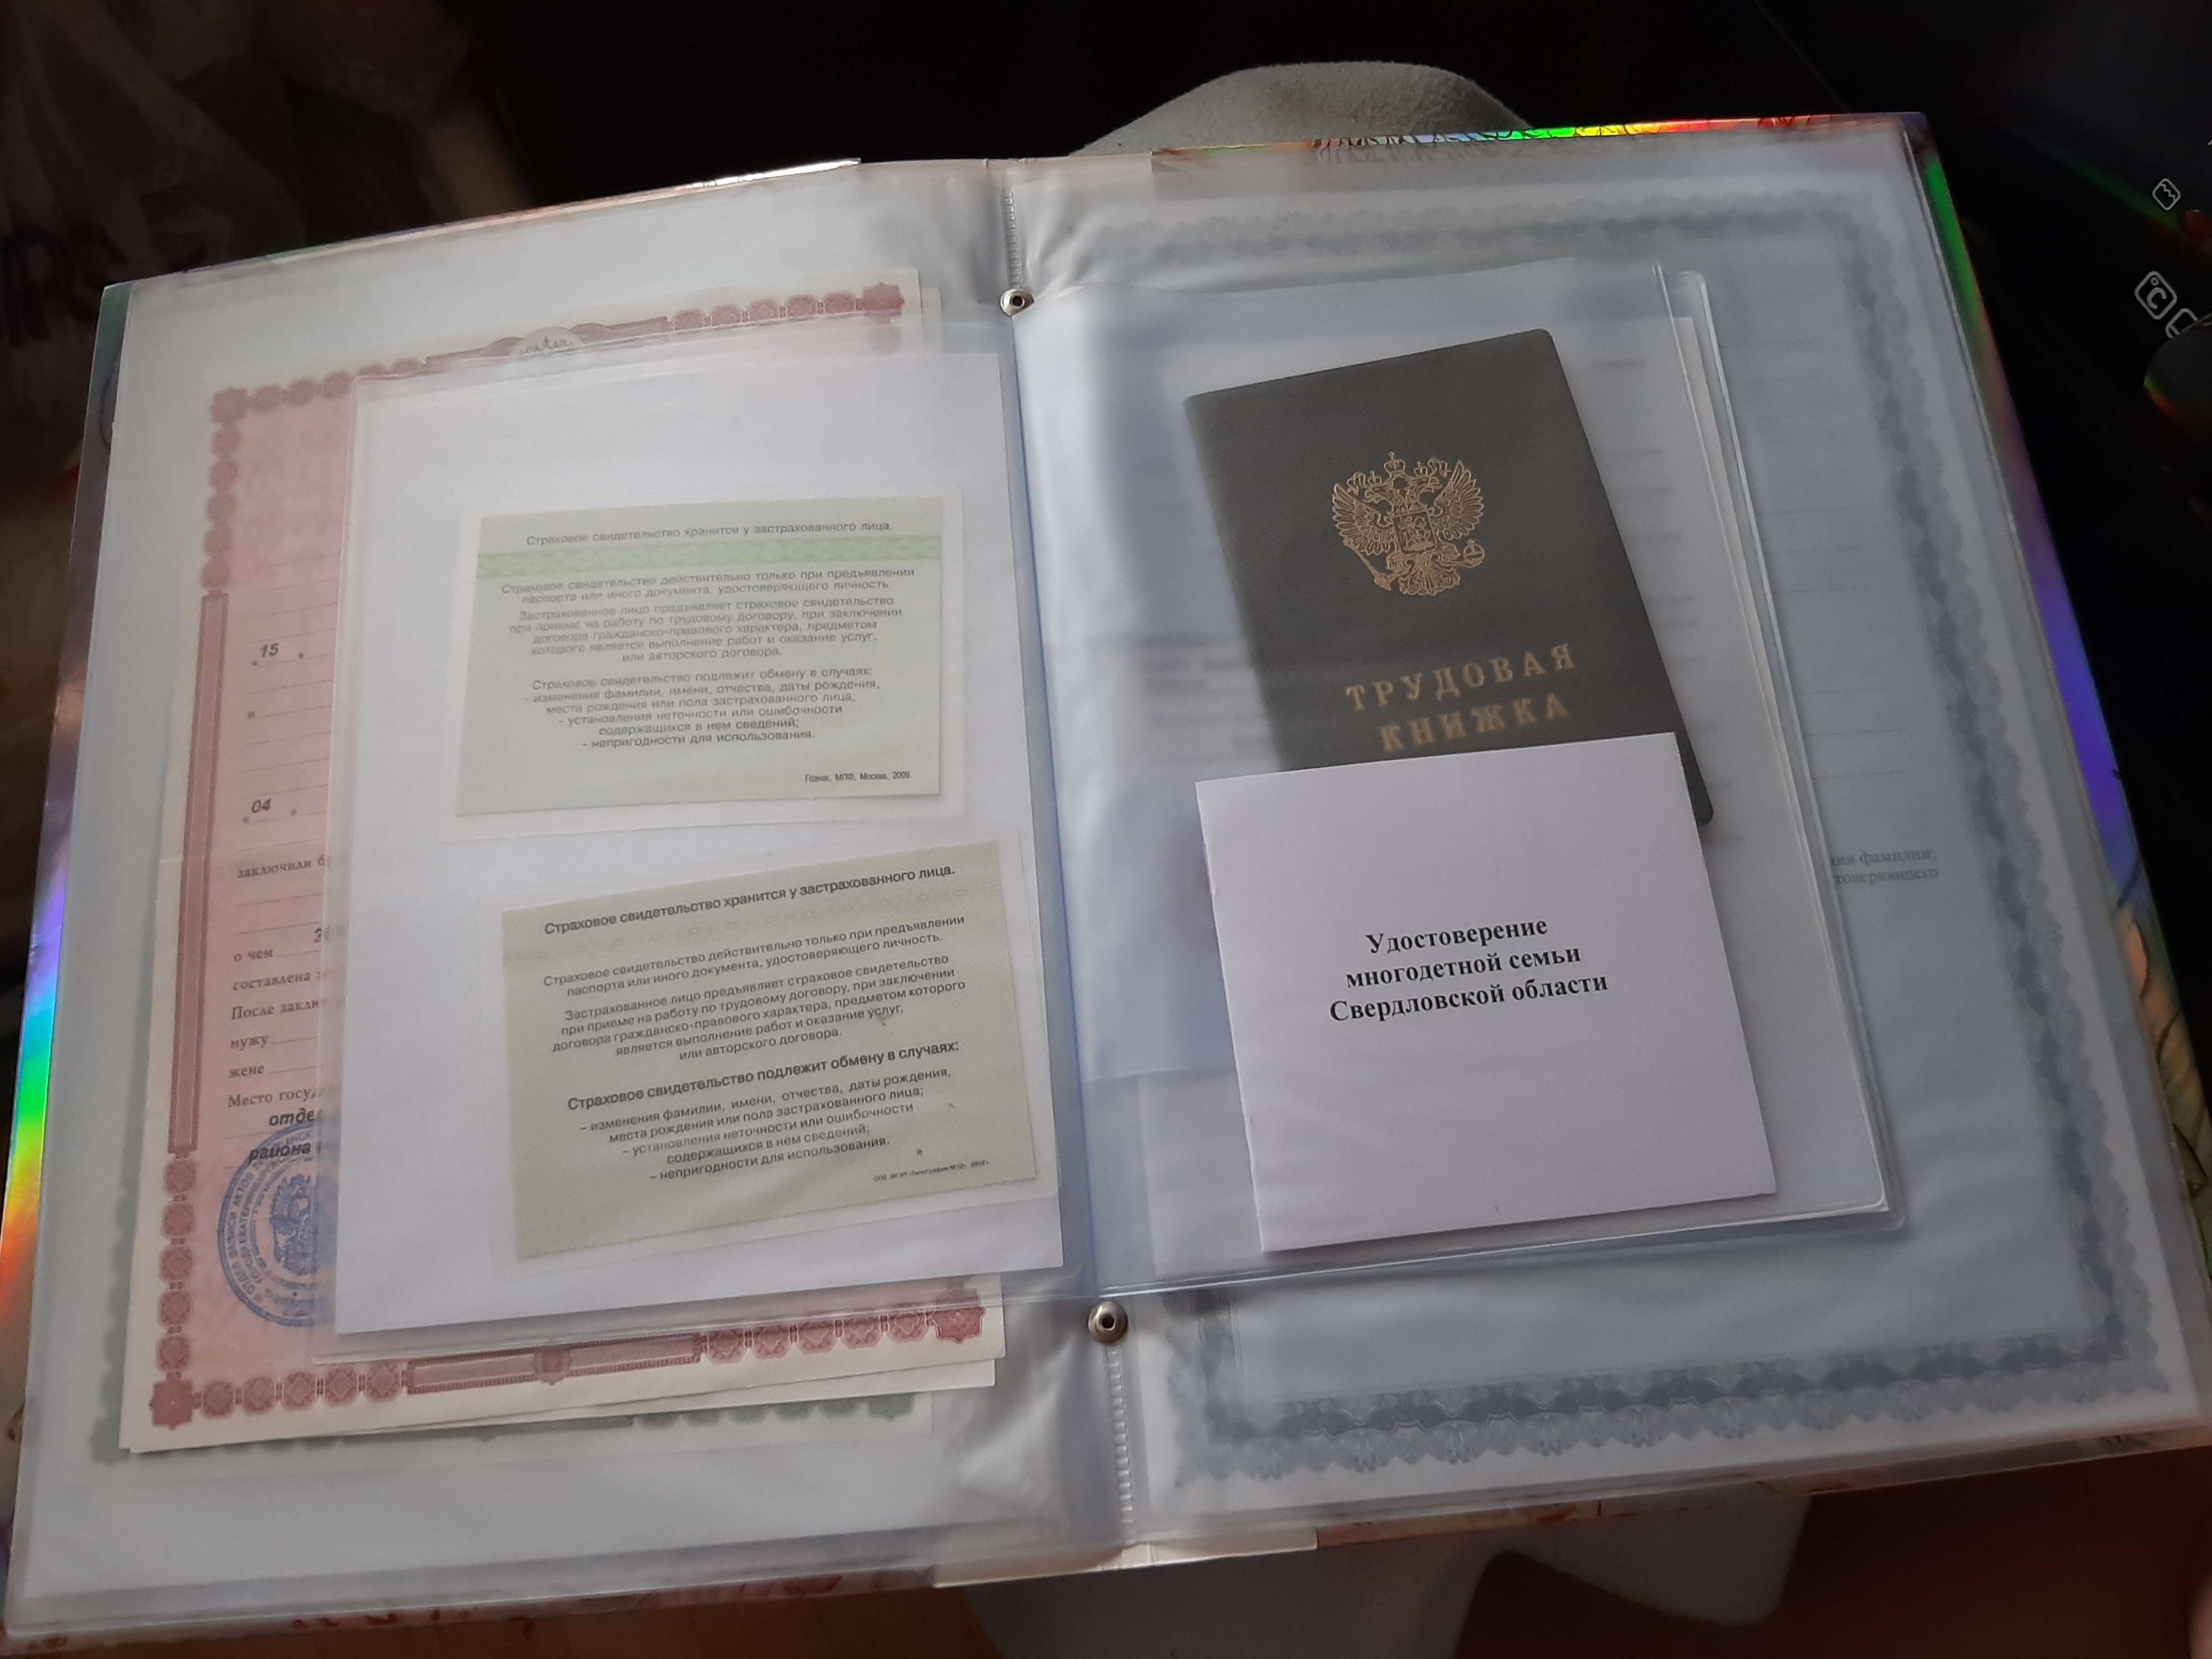 "15"
и
"04"
заключили
о чем
составлена
После
мужу
жене
Место
района
ОТДЕЛ ЗАПИСИ АКТОВ
Страховое свидетельство хранится у застрахованного лица.
Страховое свидетельство действительно только при предъявлении
паспорта или иного документа, удостоверяющего личность.
Застрахованное лицо предъявляет страховое свидетельство
при приеме на работу по трудовому договору, при заключении
договора гражданско-правового характера, предметом
которого является выполнение работ и оказание услуг,
или авторского договора.
Страховое свидетельство подлежит обмену в случаях:
- изменения фамилии, имени, отчества, даты рождения,
места рождения или пола застрахованного лица;
- установления неточности или ошибочности
содержащихся в нем сведений;
- непригодности для использования.
Гознак, МПФ, Москва, 2009.
Страховое свидетельство хранится у застрахованного лица.
Страховое свидетельство действительно только при предъявлении
паспорта или иного документа, удостоверяющего личность.
Застрахованное лицо предъявляет страховое свидетельство
при приеме на работу по трудовому договору, при заключении
договора гражданско-правового характера, предметом которого
является выполнение работ и оказание услуг,
или авторского договора.
Страховое свидетельство подлежит обмену в случаях:
– изменения фамилии, имени, отчества, даты рождения,
места рождения или пола застрахованного лица;
– установления неточности или ошибочности
содержащихся в нем сведений;
– непригодности для использования.
ТРУДОВАЯ
КНИЖКА
Удостоверение
многодетной семьи
Свердловской области
фамилии,